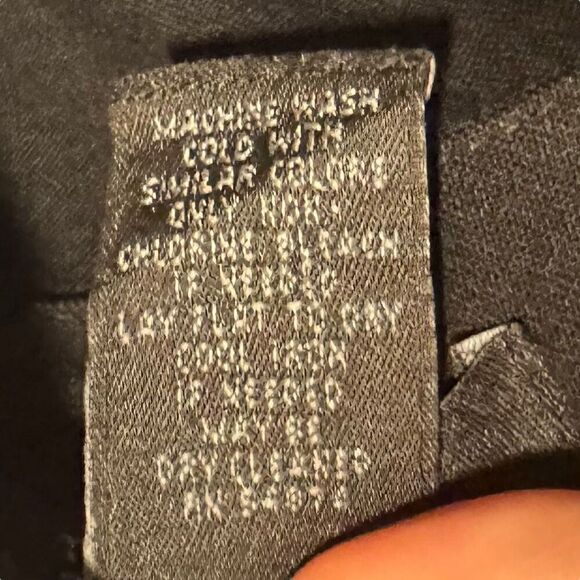 MACHINE WASH
COLD WITH
SIMILAR COLORS
ONLY NON-
CHLORINE BLEACH
IF NEEDED
LAY FLAT TO DRY
COOL IRON
IF NEEDED
MAY BE
DRY CLEANED
RN